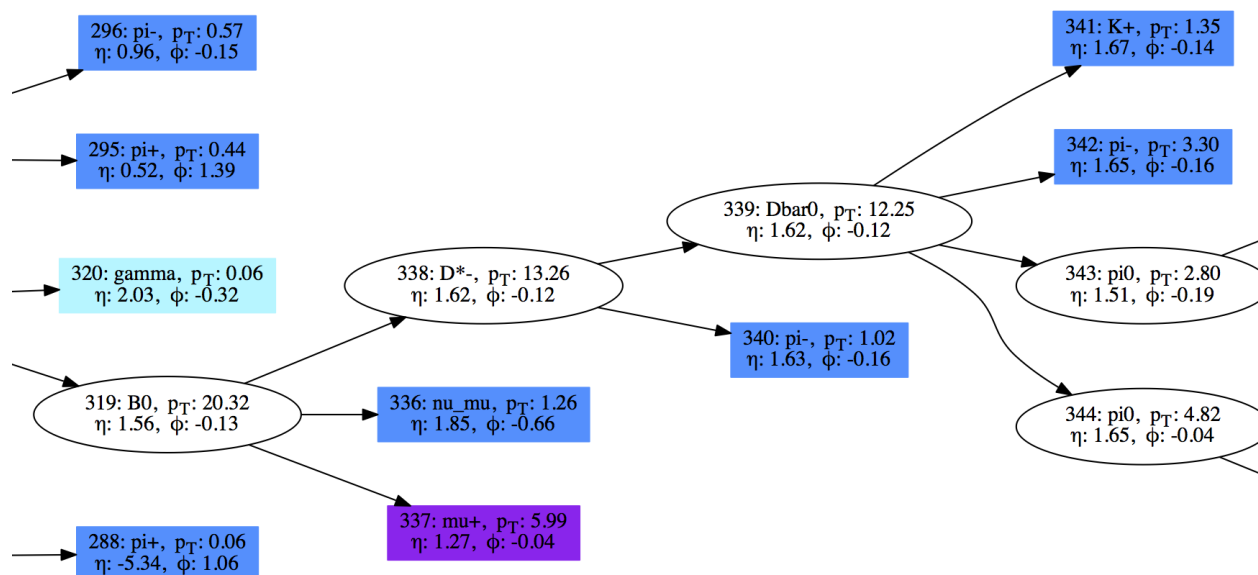 296: pi-, pT: 0.57
η: 0.96, ϕ: -0.15
295: pi+, pT: 0.44
η: 0.52, ϕ: 1.39
320: gamma, pT: 0.06
η: 2.03, ϕ: -0.32
319: B0, pT: 20.32
η: 1.56, ϕ: -0.13
288: pi+, pT: 0.06
η: -5.34, ϕ: 1.06
338: D*-, pT: 13.26
η: 1.62, ϕ: -0.12
336: nu_mu, pT: 1.26
η: 1.85, ϕ: -0.66
337: mu+, pT: 5.99
η: 1.27, ϕ: -0.04
339: Dbar0, pT: 12.25
η: 1.62, ϕ: -0.12
340: pi-, pT: 1.02
η: 1.63, ϕ: -0.16
341: K+, pT: 1.35
η: 1.67, ϕ: -0.14
342: pi-, pT: 3.30
η: 1.65, ϕ: -0.16
343: pi0, pT: 2.80
η: 1.51, ϕ: -0.19
344: pi0, pT: 4.82
η: 1.65, ϕ: -0.04